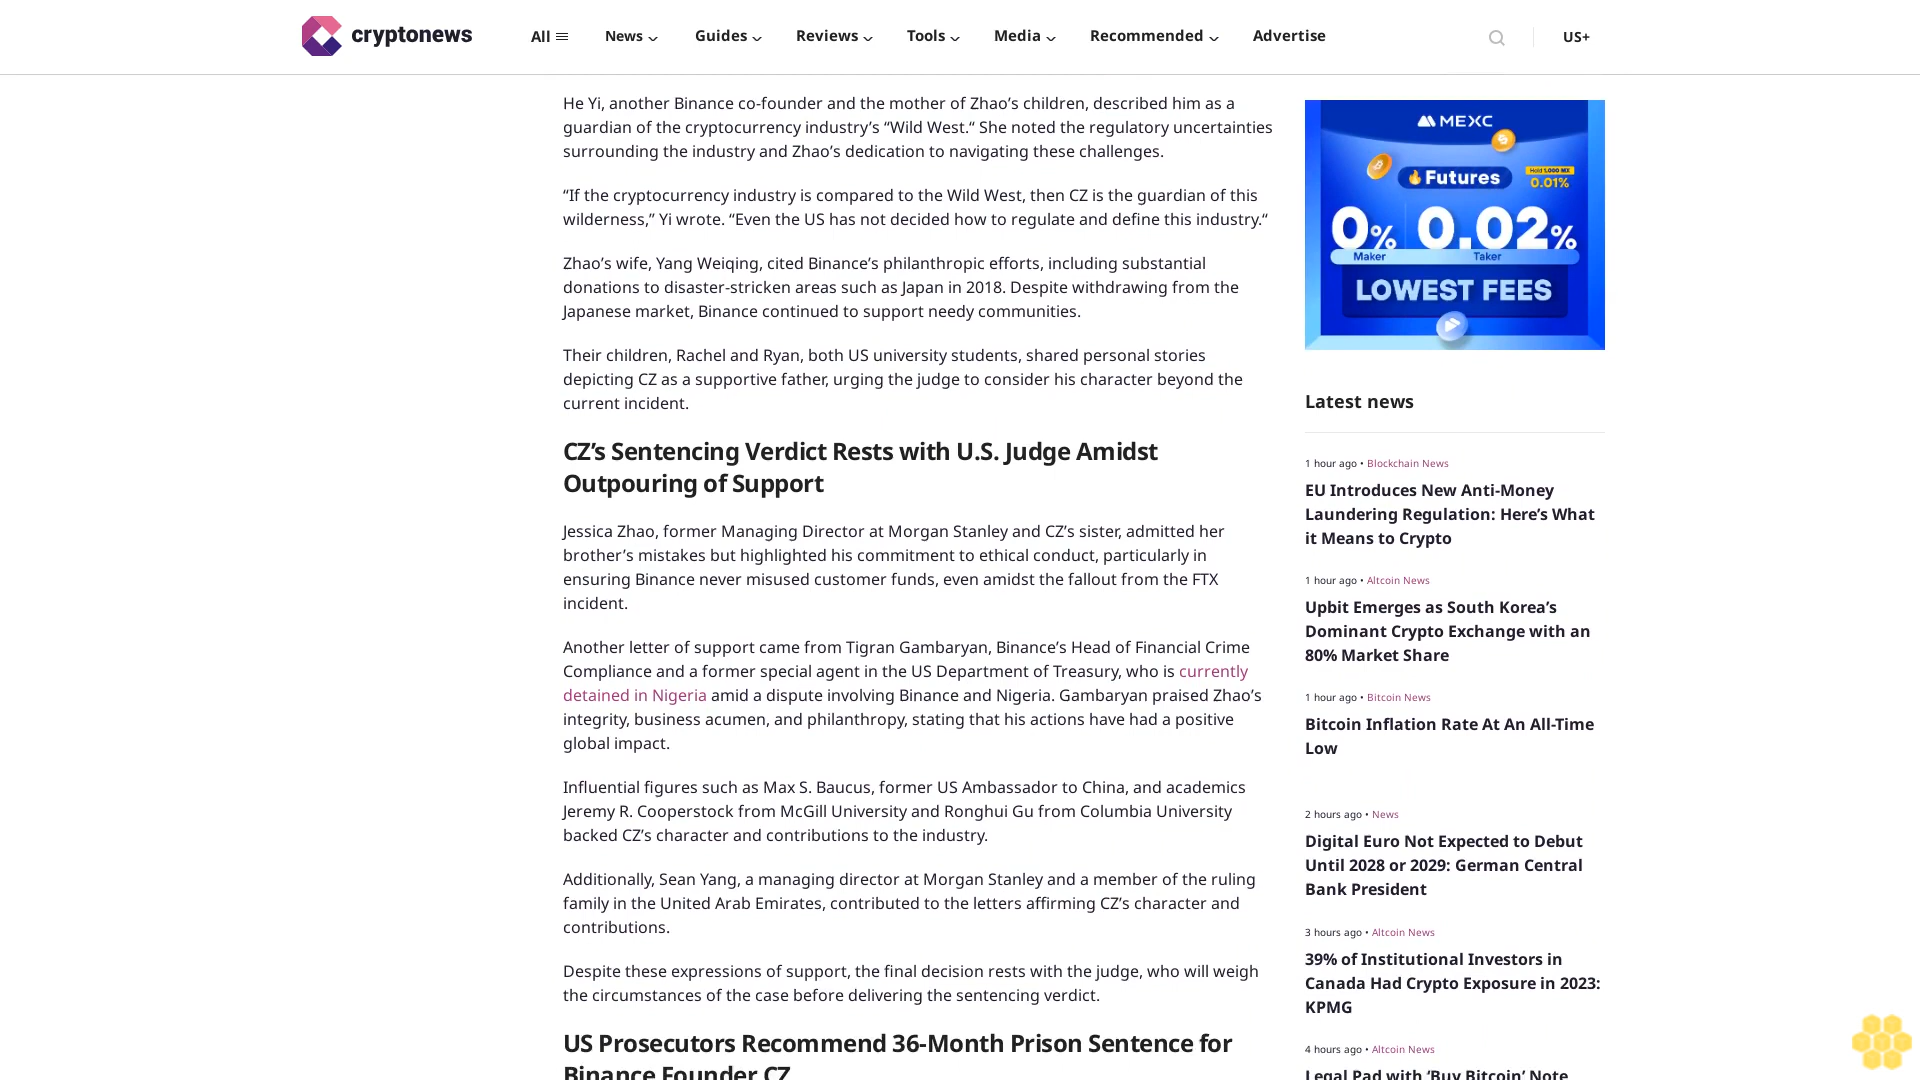 cryptonews
All
News
Guides
Reviews
Tools
Media
Recommended
Advertise
US+
He Yi, another Binance co-founder and the mother of Zhao’s children, described him as a
guardian of the cryptocurrency industry’s “Wild West.“ She noted the regulatory uncertainties
surrounding the industry and Zhao’s dedication to navigating these challenges.
“If the cryptocurrency industry is compared to the Wild West, then CZ is the guardian of this
wilderness,” Yi wrote. “Even the US has not decided how to regulate and define this industry.“
Zhao’s wife, Yang Weiqing, cited Binance’s philanthropic efforts, including substantial
donations to disaster-stricken areas such as Japan in 2018. Despite withdrawing from the
Japanese market, Binance continued to support needy communities.
Their children, Rachel and Ryan, both US university students, shared personal stories
depicting CZ as a supportive father, urging the judge to consider his character beyond the
current incident.
CZ’s Sentencing Verdict Rests with U.S. Judge Amidst
Outpouring of Support
Jessica Zhao, former Managing Director at Morgan Stanley and CZ’s sister, admitted her
brother’s mistakes but highlighted his commitment to ethical conduct, particularly in
ensuring Binance never misused customer funds, even amidst the fallout from the FTX
incident.
Another letter of support came from Tigran Gambaryan, Binance’s Head of Financial Crime
Compliance and a former special agent in the US Department of Treasury, who is currently
detained in Nigeria amid a dispute involving Binance and Nigeria. Gambaryan praised Zhao’s
integrity, business acumen, and philanthropy, stating that his actions have had a positive
global impact.
Influential figures such as Max S. Baucus, former US Ambassador to China, and academics
Jeremy R. Cooperstock from McGill University and Ronghui Gu from Columbia University
backed CZ’s character and contributions to the industry.
Additionally, Sean Yang, a managing director at Morgan Stanley and a member of the ruling
family in the United Arab Emirates, contributed to the letters affirming CZ’s character and
contributions.
Despite these expressions of support, the final decision rests with the judge, who will weigh
the circumstances of the case before delivering the sentencing verdict.
US Prosecutors Recommend 36-Month Prison Sentence for
Binance Founder CZ
MEXC
Futures
Hold 1,000 MX
0.01%
0% 0.02%
Maker Taker
LOWEST FEES
Latest news
1 hour ago • Blockchain News
EU Introduces New Anti-Money
Laundering Regulation: Here’s What
it Means to Crypto
1 hour ago • Altcoin News
Upbit Emerges as South Korea’s
Dominant Crypto Exchange with an
80% Market Share
1 hour ago • Bitcoin News
Bitcoin Inflation Rate At An All-Time
Low
2 hours ago • News
Digital Euro Not Expected to Debut
Until 2028 or 2029: German Central
Bank President
3 hours ago • Altcoin News
39% of Institutional Investors in
Canada Had Crypto Exposure in 2023:
KPMG
4 hours ago • Altcoin News
Legal Pad with ‘Buy Bitcoin’ Note